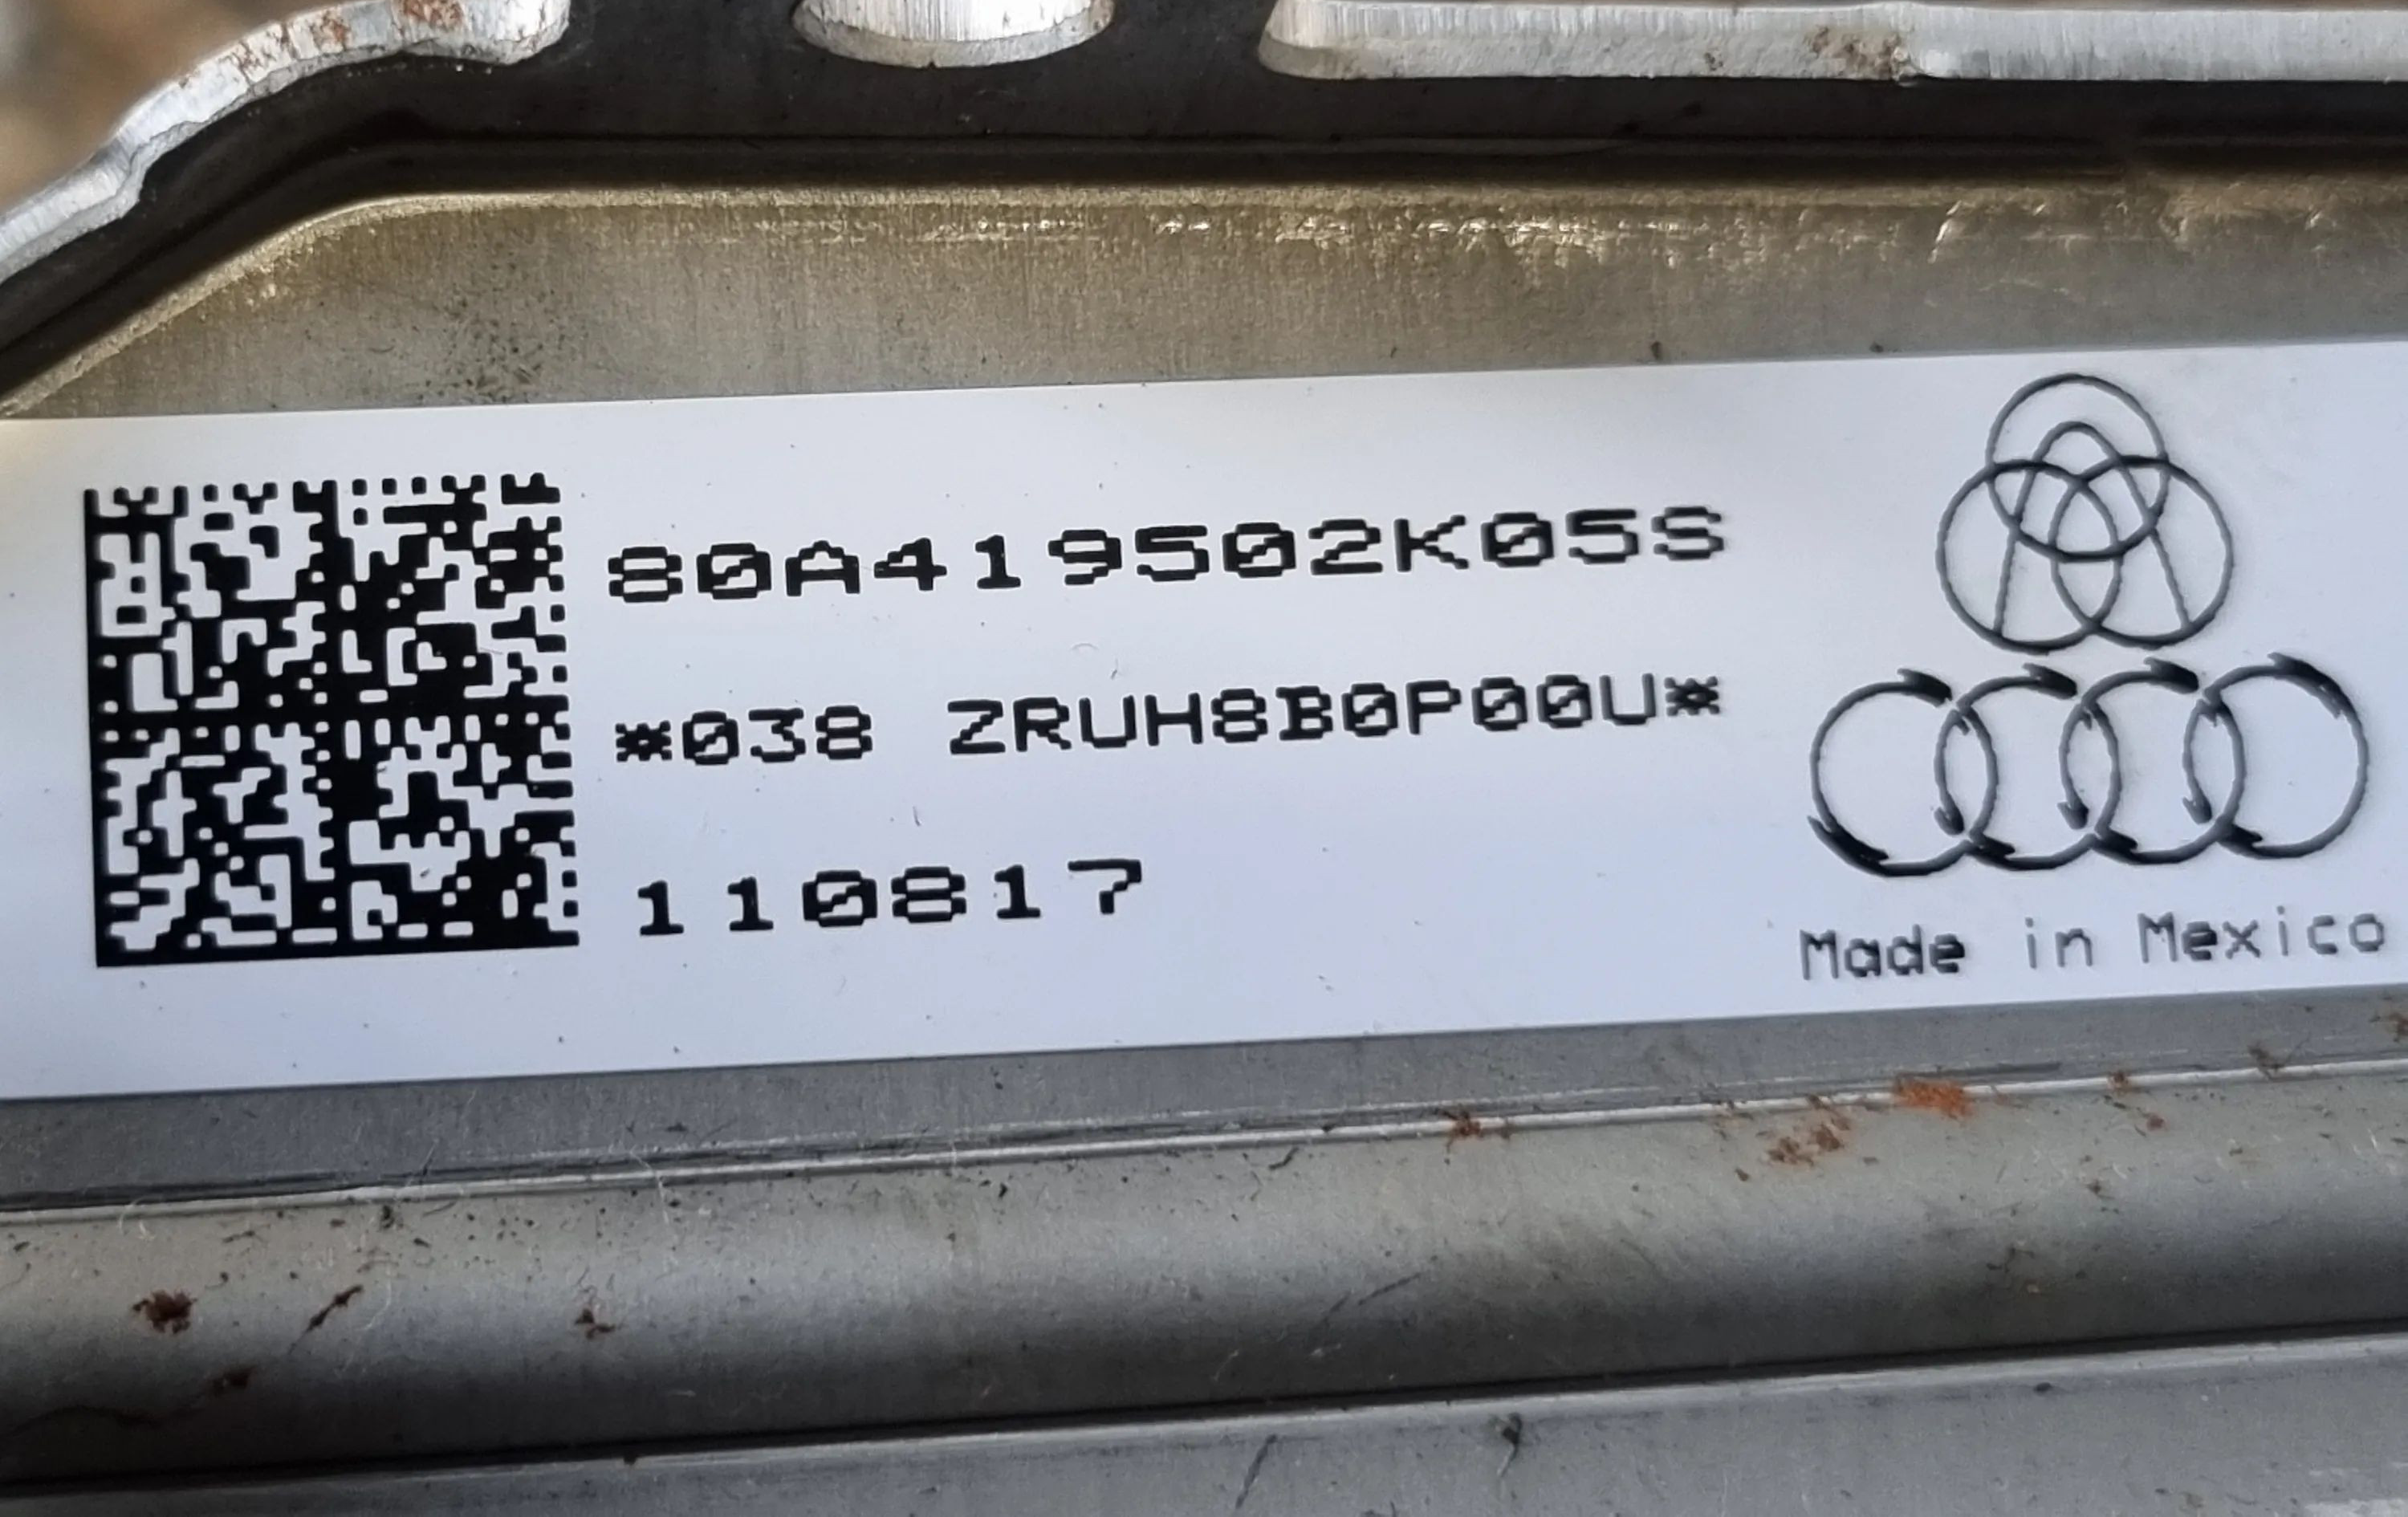 80A419502K05S
*038 ZRUH8B0P00U*
110817
Made in Mexico